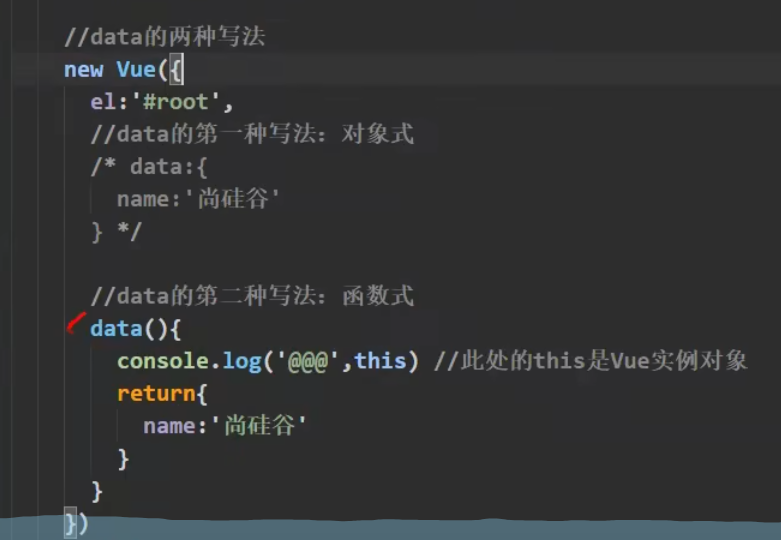 //data的两种写法
new Vue({
el:'#root',
//data的第一种写法：对象式
/* data:{
name:'尚硅谷'
} */
//data的第二种写法：函数式
data(){
console.log('@@@',this) //此处的this是Vue实例对象
return{
name:'尚硅谷'
}
}
})